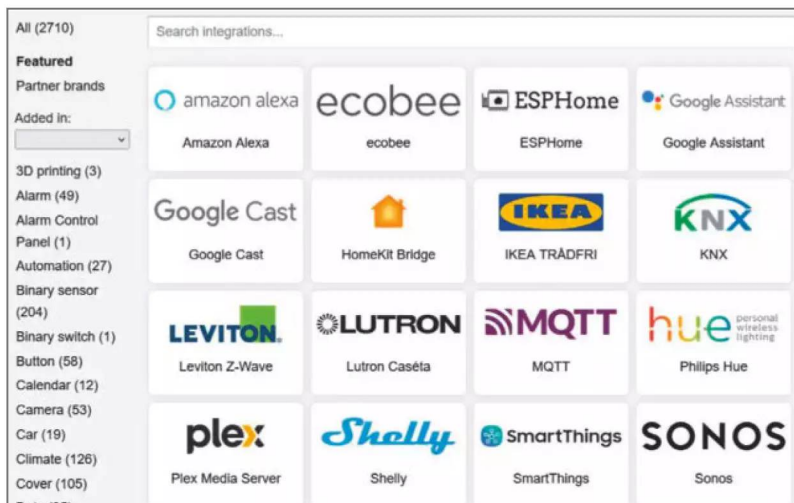 All (2710)
Search integrations...
Featured
Partner brands
Added in:
3D printing (3)
Alarm (49)
Alarm Control
Panel (1)
Automation (27)
Binary sensor
(204)
Binary switch (1)
Button (58)
Calendar (12)
Camera (53)
Car (19)
Climate (126)
Cover (105)
amazon alexa
Amazon Alexa
ecobee
ecobee
ESPHome
ESPHome
Google Assistant
Google Assistant
Google Cast
Google Cast
HomeKit Bridge
IKEA
IKEA TRÅDFRI
KNX
KNX
LEVITON.
Leviton Z-Wave
LUTRON
Lutron Caséta
MQTT
MQTT
hue personal
wireless
lighting
Philips Hue
plex
Plex Media Server
Shelly
Shelly
SmartThings
SmartThings
SONOS
Sonos